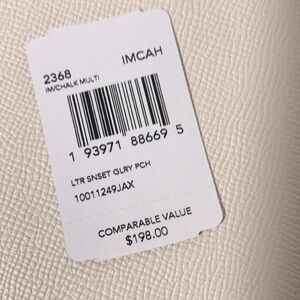 2368 IMCAH
IM/CHALK MULTI
1 93971 88669 5
LTR SNSET GLRY PCH
10011249JAX
COMPARABLE VALUE
$198.00